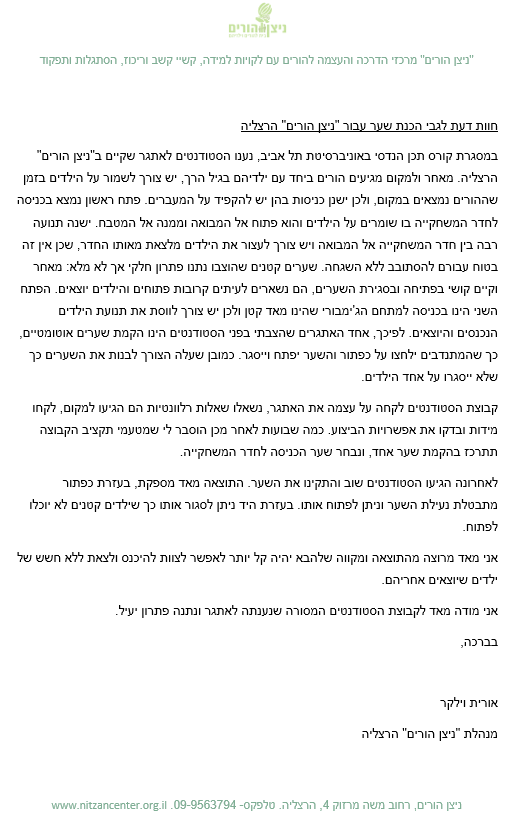 ניצן הורים
"ניצן הורים" מרכזי הדרכה והעצמה להורים עם לקויות למידה, קשיי קשב וריכוז, הסתגלות ותפקוד
חוות דעת לגבי הכנת שער עבור "ניצן הורים" הרצליה
במסגרת קורס תכן הנדסי באוניברסיטת תל אביב, נענו הסטודנטים לאתגר שקיים ב"ניצן הורים"
הרצליה. מאחר ולמקום מגיעים הורים ביחד עם ילדיהם בגיל הרך, יש צורך לשמור על הילדים בזמן
שההורים נמצאים במקום, ולכן ישנן כניסות בהן יש להקפיד על המעברים. פתח ראשון נמצא בכניסה
לחדר המשחקייה בו שומרים על הילדים והוא פתוח אל המבואה וממנה אל המטבח. ישנה תנועה
רבה בין חדר המשחקייה אל המבואה ויש צורך לעצור את הילדים מלצאת מאותו החדר, שכן אין זה
בטוח עבורם להסתובב ללא השגחה. שערים קטנים שהוצבו נתנו פתרון חלקי אך לא מלא: מאחר
וקיים קושי בפתיחה ובסגירת השערים, הם נשארים לעיתים קרובות פתוחים והילדים יוצאים. הפתח
השני הינו בכניסה למתחם הג'ימבורי שהינו מאד קטן ולכן יש צורך לווסת את תנועת הילדים
הנכנסים והיוצאים. לפיכך, אחד האתגרים שהצבתי בפני הסטודנטים הינו הקמת שערים אוטומטיים,
כך שהמתנדבים ילחצו על כפתור והשער יפתח וייסגר. כמובן שעלה הצורך לבנות את השערים כך
שלא ייסגרו על אחד הילדים.
קבוצת הסטודנטים לקחה על עצמה את האתגר, נשאלו שאלות רלוונטיות הם הגיעו למקום, לקחו
מידות ובדקו את אפשרויות הביצוע. כמה שבועות לאחר מכן הוסבר לי שמטעמי תקציב הקבוצה
תתרכז בהקמת שער אחד, ונבחר שער הכניסה לחדר המשחקייה.
לאחרונה הגיעו הסטודנטים שוב והתקינו את השער. התוצאה מאד מספקת, בעזרת כפתור
מתבטלת נעילת השער וניתן לפתוח אותו. בעזרת היד ניתן לסגור אותו כך שילדים קטנים לא יוכלו
לפתוח.
אני מאד מרוצה מהתוצאה ומקווה שלהבא יהיה קל יותר לאפשר לצוות להיכנס ולצאת ללא חשש של
ילדים שיוצאים אחריהם.
אני מודה מאד לקבוצת הסטודנטים המסורה שנענתה לאתגר ונתנה פתרון יעיל.
בברכה,
אורית וילקר
מנהלת "ניצן הורים" הרצליה
ניצן הורים, רחוב משה מרזוק 4, הרצליה. טלפקס- 09-9563794. www.nitzancenter.org.il